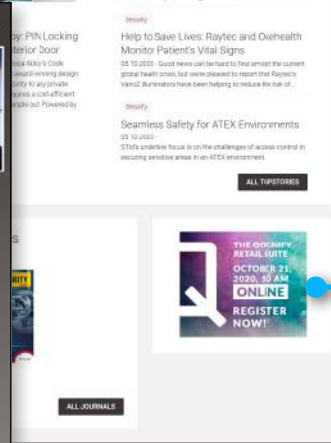 Security
by: PIN Locking
terior Door
Help to Save Lives: Raytec and Oxehealth
Monitor Patient's Vital Signs
05.10.2020 - Good news can be hard to find amidst the current
global health crisis, but we're pleased to report that Raytec's
Vario2 illuminators have been helping to reduce the risk of...
Security
Seamless Safety for ATEX Environments
05.10.2020 -
STid's underline focus is on the challenges of access control in
securing sensitive areas in an ATEX environment.
ALL TOPSTORIES
S
THE QOGNIFY
RETAIL SUITE
OCTOBER 21,
2020, 10 AM
ONLINE
REGISTER
NOW!
ALL JOURNALS